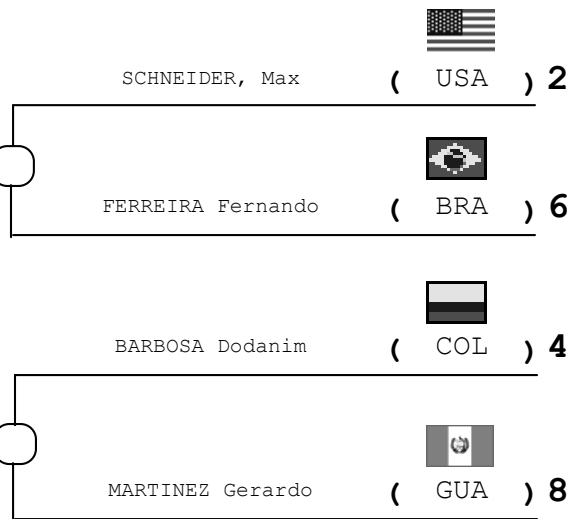 SCHNEIDER, Max ( USA ) 2
FERREIRA Fernando ( BRA ) 6
BARBOSA Dodanim ( COL ) 4
MARTINEZ Gerardo ( GUA ) 8